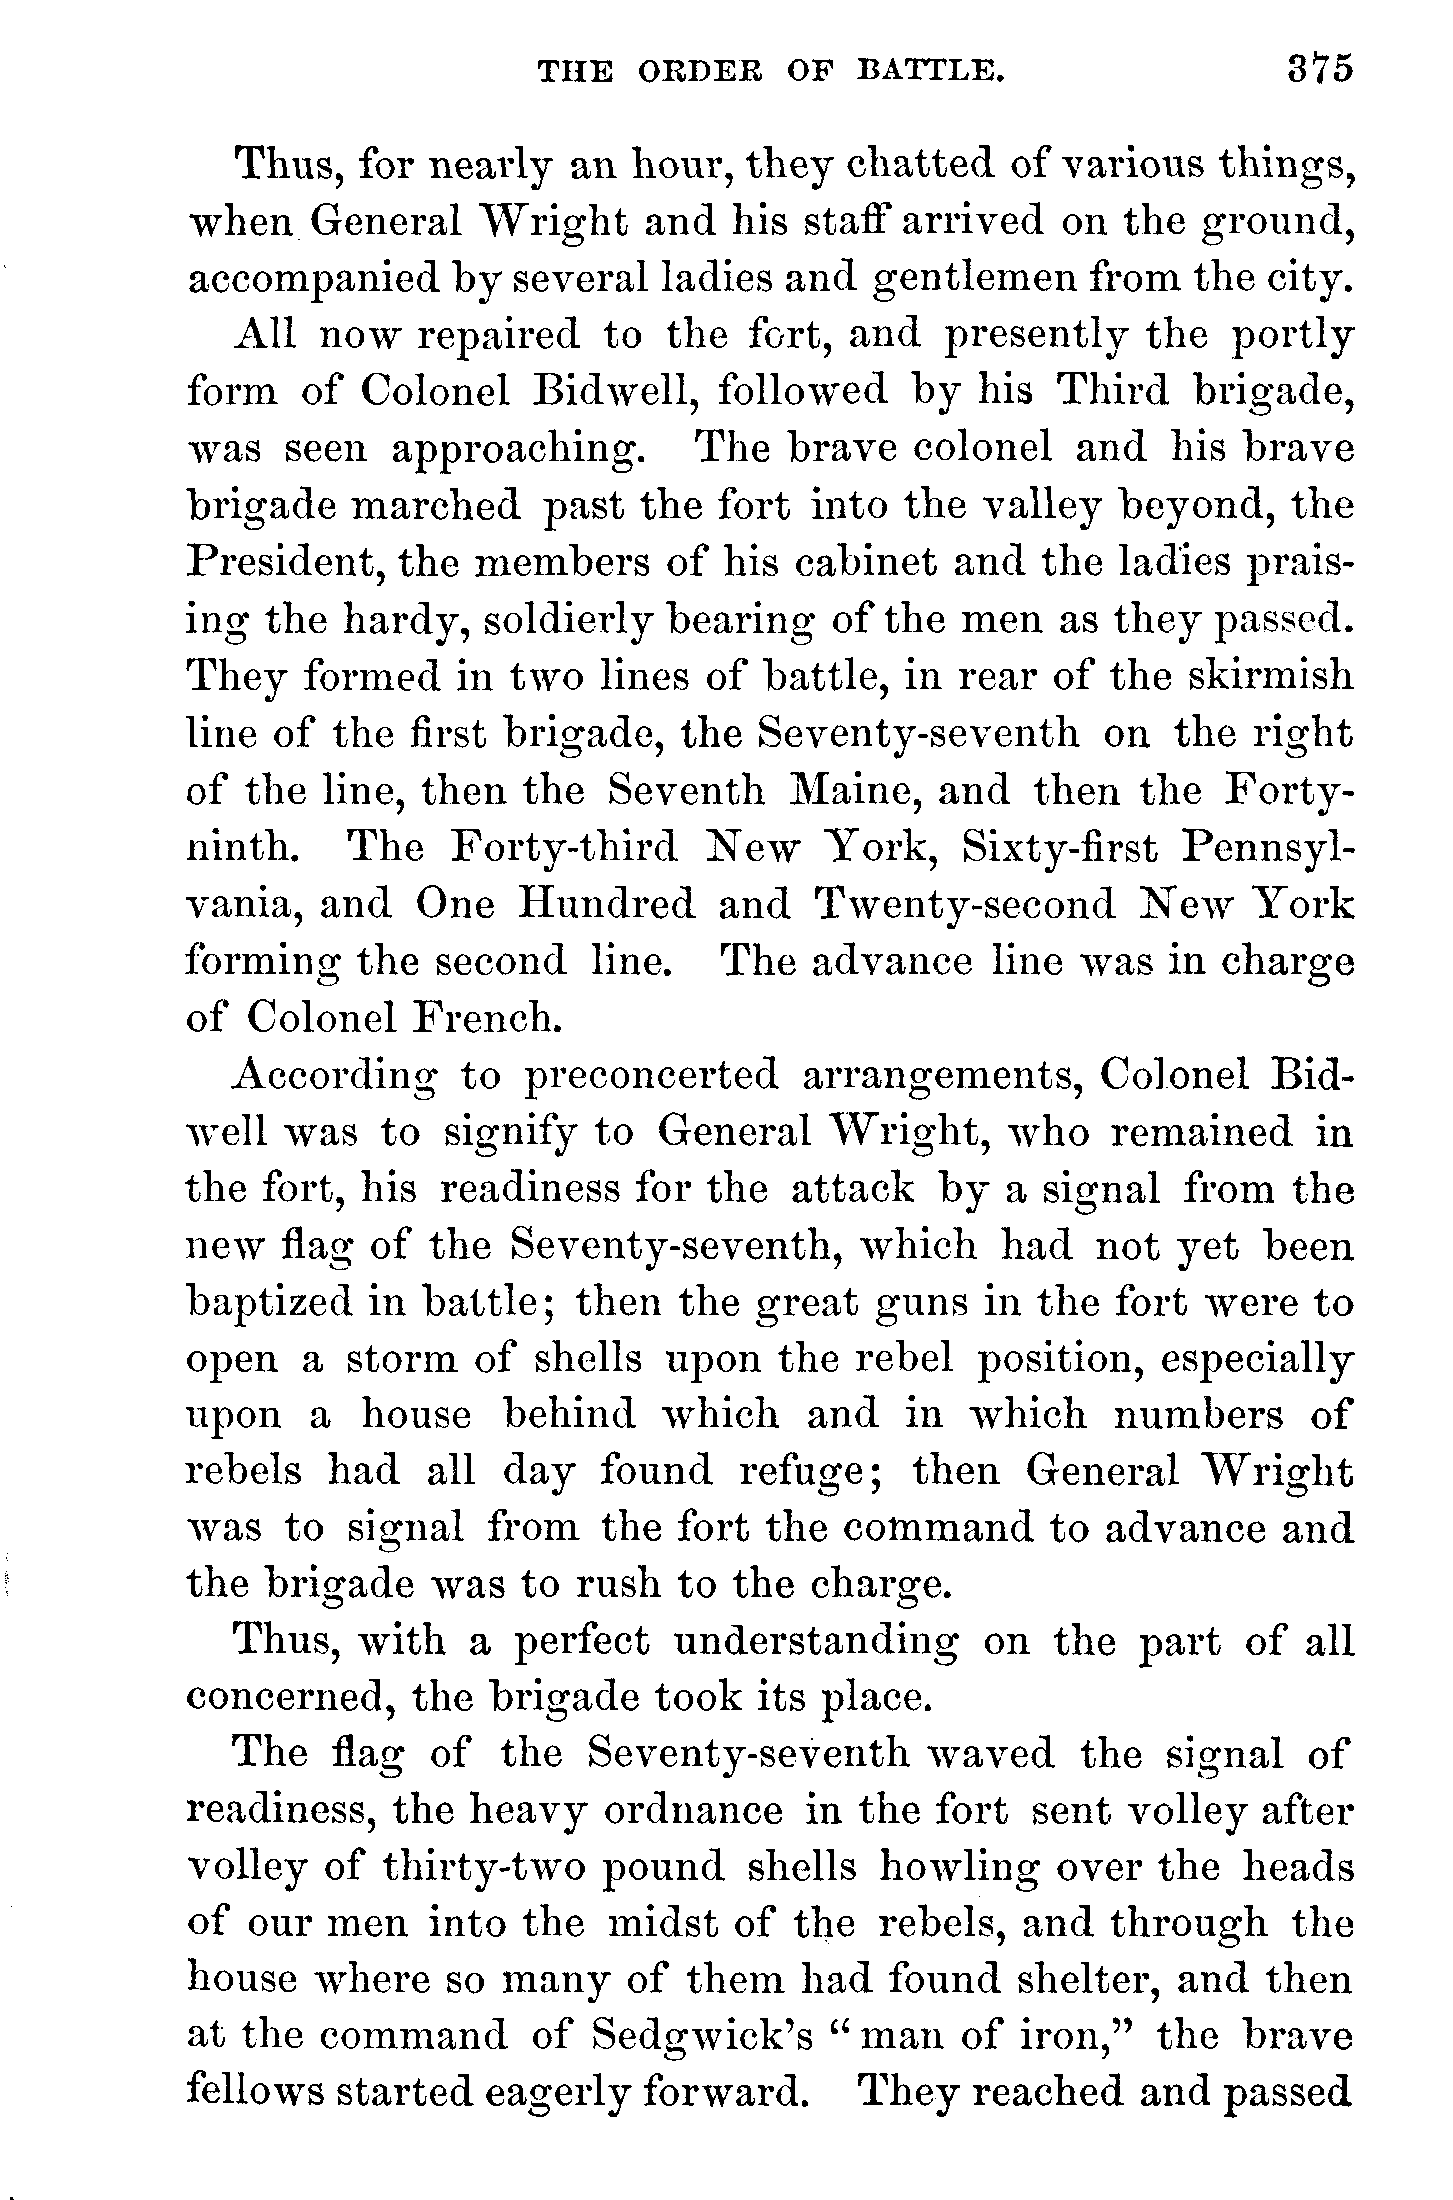 THE ORDER OF BATTLE. 375
Thus, for nearly an hour, they chatted of various things,
when General Wright and his staff arrived on the ground,
accompanied by several ladies and gentlemen from the city.
All now repaired to the fort, and presently the portly
form of Colonel Bidwell, followed by his Third brigade,
was seen approaching. The brave colonel and his brave
brigade marched past the fort into the valley beyond, the
President, the members of his cabinet and the ladies prais-
ing the hardy, soldierly bearing of the men as they passed.
They formed in two lines of battle, in rear of the skirmish
line of the first brigade, the Seventy-seventh on the right
of the line, then the Seventh Maine, and then the Forty-
ninth. The Forty-third New York, Sixty-first Pennsyl-
vania, and One Hundred and Twenty-second New York
forming the second line. The advance line was in charge
of Colonel French.
According to preconcerted arrangements, Colonel Bid-
well was to signify to General Wright, who remained in
the fort, his readiness for the attack by a signal from the
new flag of the Seventy-seventh, which had not yet been
baptized in battle; then the great guns in the fort were to
open a storm of shells upon the rebel position, especially
upon a house behind which and in which numbers of
rebels had all day found refuge; then General Wright
was to signal from the fort the command to advance and
the brigade was to rush to the charge.
Thus, with a perfect understanding on the part of all
concerned, the brigade took its place.
The flag of the Seventy-seventh waved the signal of
readiness, the heavy ordnance in the fort sent volley after
volley of thirty-two pound shells howling over the heads
of our men into the midst of the rebels, and through the
house where so many of them had found shelter, and then
at the command of Sedgwick's "man of iron," the brave
fellows started eagerly forward. They reached and passed